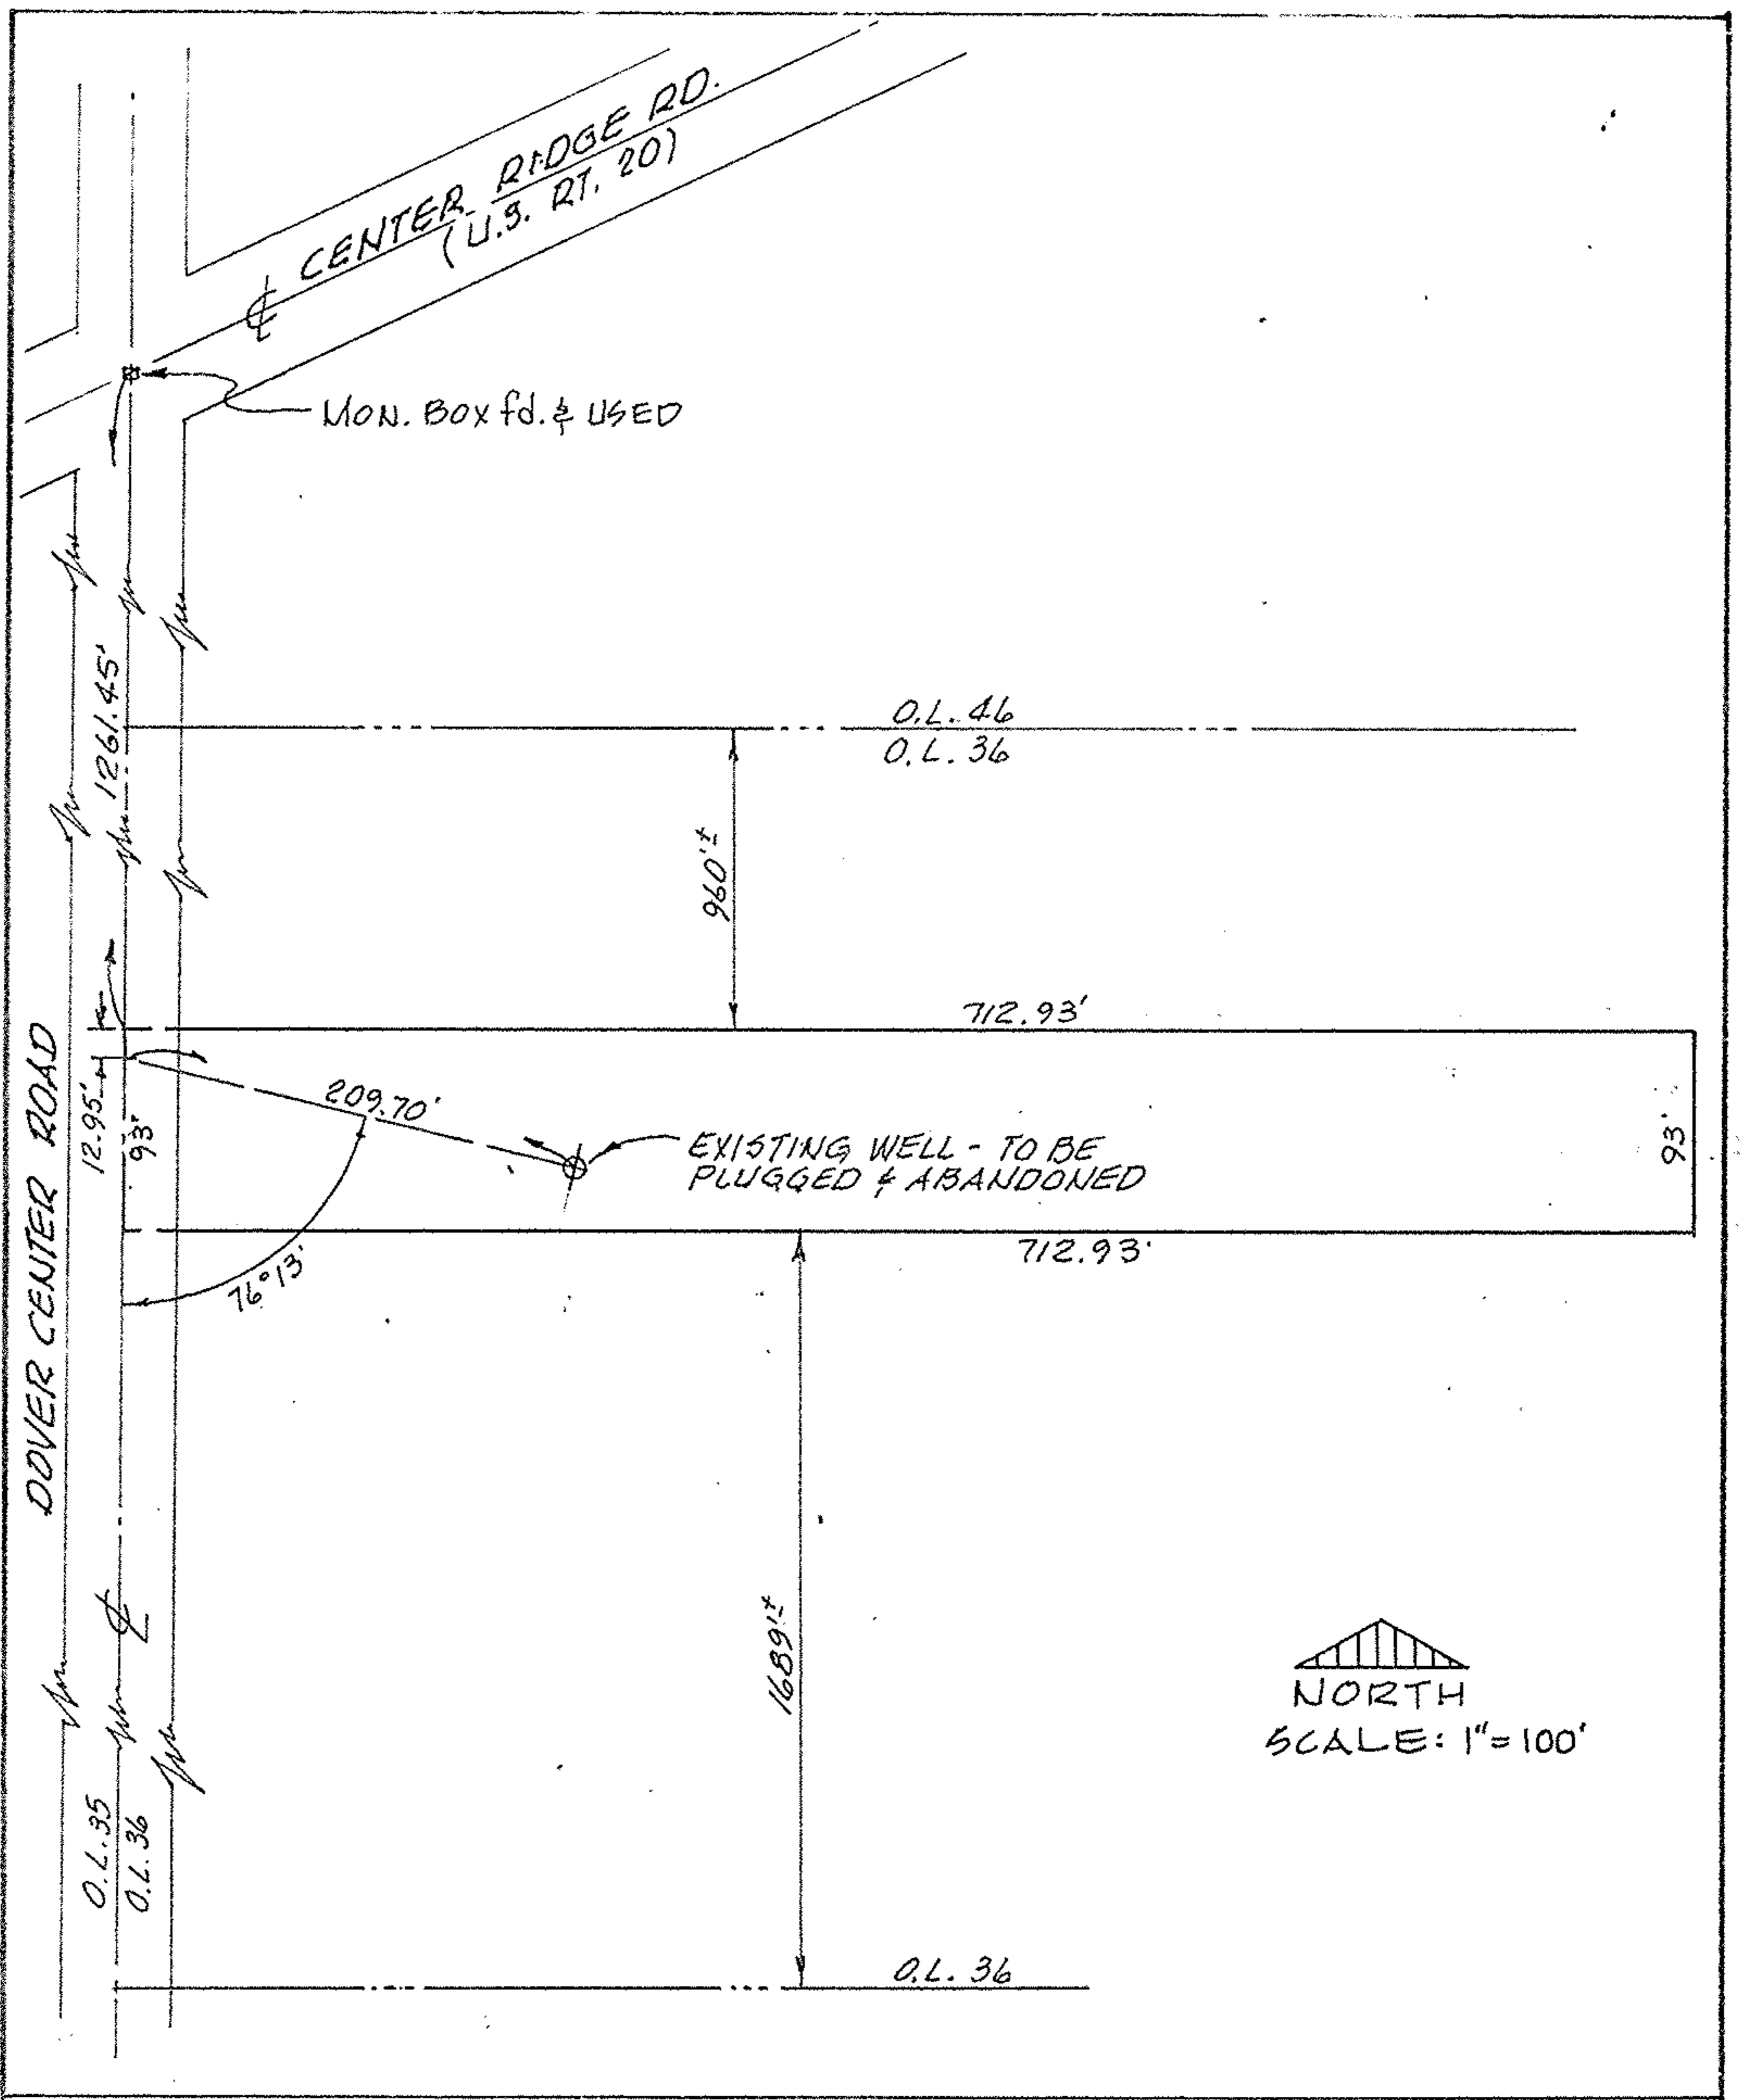 ℄ CENTER RIDGE RD.
(U.S. RT. 20)
MON. BOX fd. & USED
1261.45'
O.L. 46
O.L. 36
960'±
712.93'
DOVER CENTER ROAD
12.95'
93'
209.70'
EXISTING WELL - TO BE
PLUGGED & ABANDONED
93'
712.93'
76°13'
1689'±
℄
NORTH
SCALE: 1"=100'
O.L. 35
O.L. 36
O.L. 36